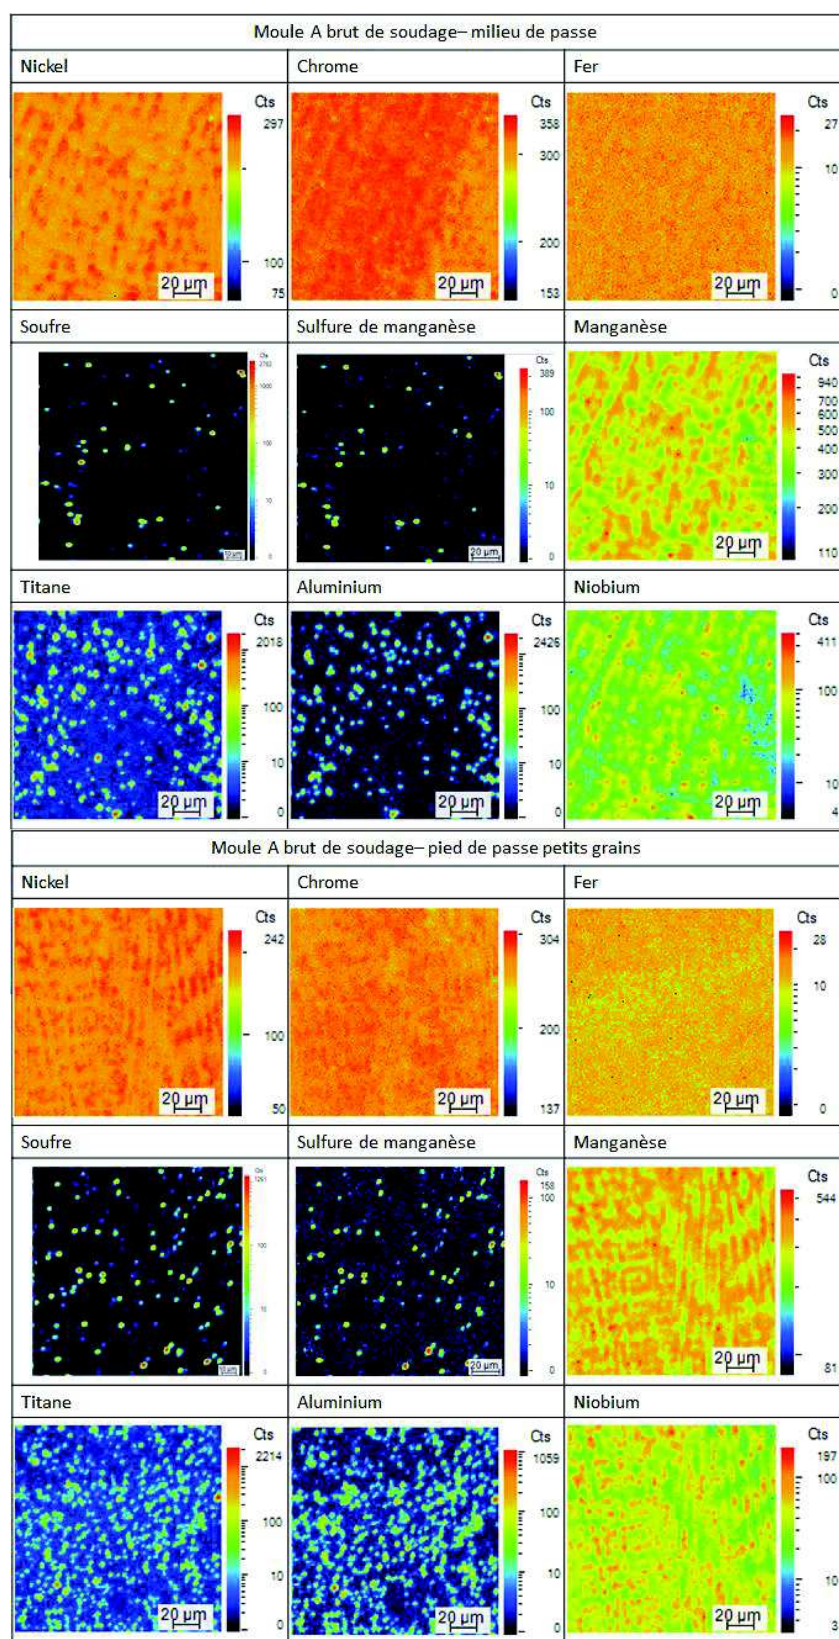 Moule A brut de soudage– milieu de passe
Nickel Chrome Fer
Cts Cts Cts
297 358 27
300 10
200
100
75 153 0
20 µm 20 µm 20 µm
Soufre Sulfure de manganèse Manganèse
Cts Cts Cts
389 940
1000 100 700
600
500
100 400
10 300
10 200
0 0 110
20 µm 20 µm
Titane Aluminium Niobium
Cts Cts Cts
2018 2426 411
100 100 100
10 10 10
0 0 4
20 µm 20 µm 20 µm
Moule A brut de soudage– pied de passe petits grains
Nickel Chrome Fer
Cts Cts Cts
242 304 28
10
100 200
50 137 0
20 µm 20 µm 20 µm
Soufre Sulfure de manganèse Manganèse
Cts Cts Cts
158 544
100
100
10
10
0 0 81
20 µm 20 µm
Titane Aluminium Niobium
Cts Cts Cts
2214 1059 197
100 100 100
10 10 10
0 0 3
20 µm 20 µm 20 µm